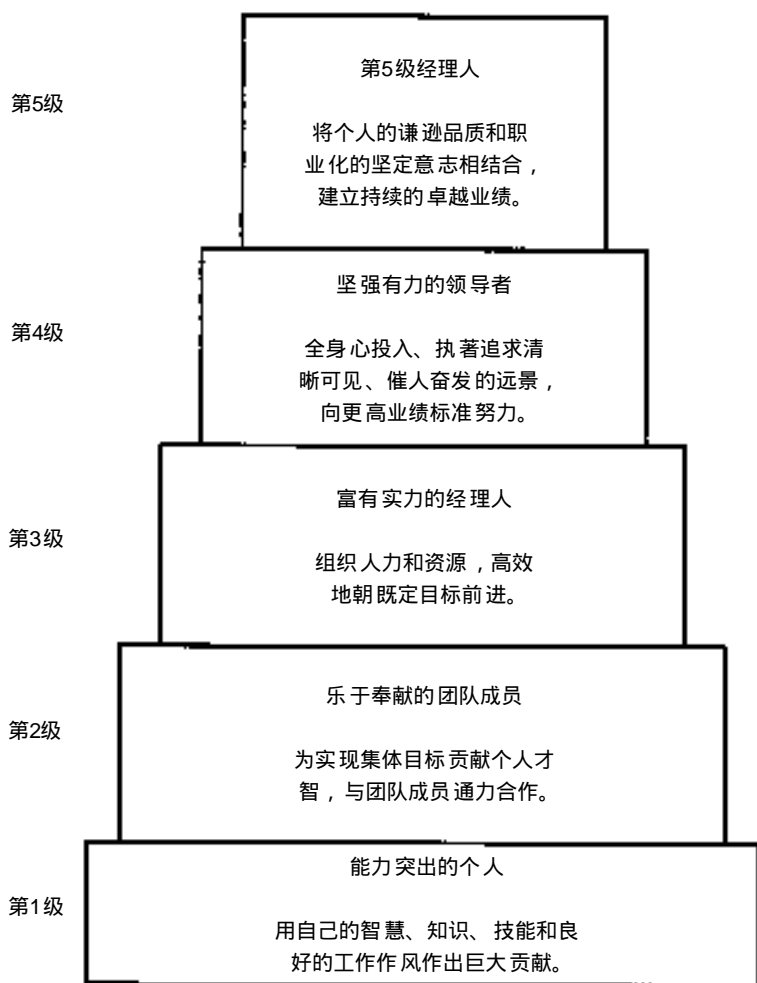 第5级
第5级经理人
将个人的谦逊品质和职
业化的坚定意志相结合，
建立持续的卓越业绩。
第4级
坚强有力的领导者
全身心投入、执著追求清
晰可见、催人奋发的远景，
向更高业绩标准努力。
第3级
富有实力的经理人
组织人力和资源，高效
地朝既定目标前进。
第2级
乐于奉献的团队成员
为实现集体目标贡献个人才
智，与团队成员通力合作。
第1级
能力突出的个人
用自己的智慧、知识、技能和良
好的工作作风作出巨大贡献。